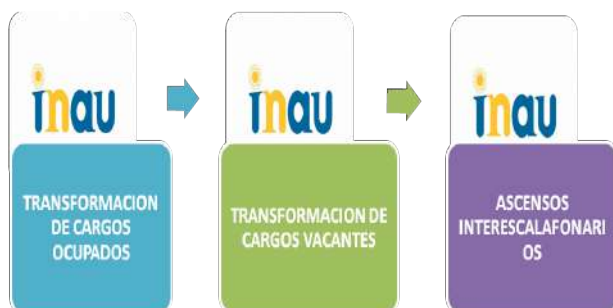 inau
inau
inau
TRANSFORMACION
DE CARGOS
OCUPADOS
TRANSFORMACION DE
CARGOS VACANTES
ASCENSOS
INTERESCALAFONARI
OS